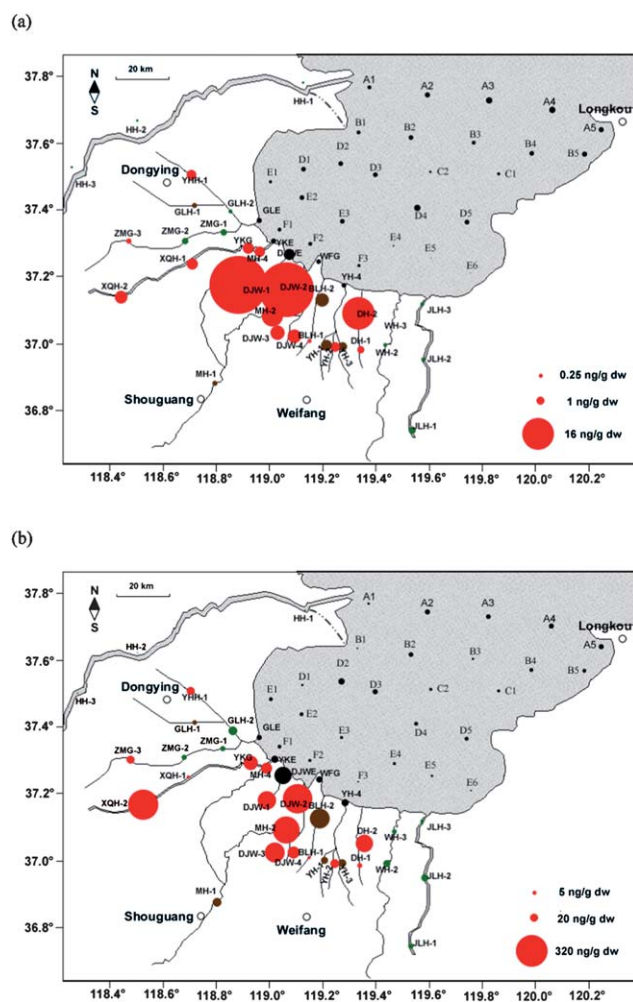 (a)
37.8°
37.6°
37.4°
37.2°
37.0°
36.8°
N
S
20 km
HH-1
HH-2
HH-3
A1
A2
A3
A4
A5
Longkou
B1
B2
B3
B4
B5
C1
C2
D1
D2
D3
D4
D5
E1
E2
E3
E4
E5
E6
F1
F2
F3
Dongying
YHH-1
GLH-1
GLH-2
GLE
ZMG-3
ZMG-2
ZMG-1
YKG
YKE
XQH-1
XQH-2
MH-4
DJWE
WFG
YH-4
DJW-1
DJW-2
BLH-2
MH-2
DH-2
DJW-3
DJW-4
BLH-1
YH-1
YH-2
YH-3
DH-1
WH-3
WH-2
JLH-3
JLH-2
JLH-1
MH-1
Shouguang
Weifang
0.25 ng/g dw
1 ng/g dw
16 ng/g dw
118.4° 118.6° 118.8° 119.0° 119.2° 119.4° 119.6° 119.8° 120.0° 120.2°
(b)
37.8°
37.6°
37.4°
37.2°
37.0°
36.8°
N
S
20 km
HH-1
HH-2
HH-3
A1
A2
A3
A4
A5
Longkou
B1
B2
B3
B4
B5
C1
C2
D1
D2
D3
D4
D5
E1
E2
E3
E4
E5
E6
F1
F2
F3
Dongying
YHH-1
GLH-1
GLH-2
GLE
ZMG-3
ZMG-2
ZMG-1
YKG
YKE
XQH-1
XQH-2
MH-4
DJWE
WFG
YH-4
DJW-1
DJW-2
BLH-2
MH-2
DH-2
DJW-3
DJW-4
BLH-1
YH-1
YH-2
YH-3
DH-1
WH-3
WH-2
JLH-3
JLH-2
JLH-1
MH-1
Shouguang
Weifang
5 ng/g dw
20 ng/g dw
320 ng/g dw
118.4° 118.6° 118.8° 119.0° 119.2° 119.4° 119.6° 119.8° 120.0° 120.2°